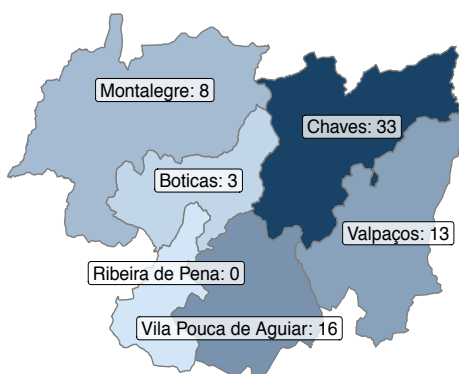 Montalegre: 8
Chaves: 33
Boticas: 3
Valpaços: 13
Ribeira de Pena: 0
Vila Pouca de Aguiar: 16